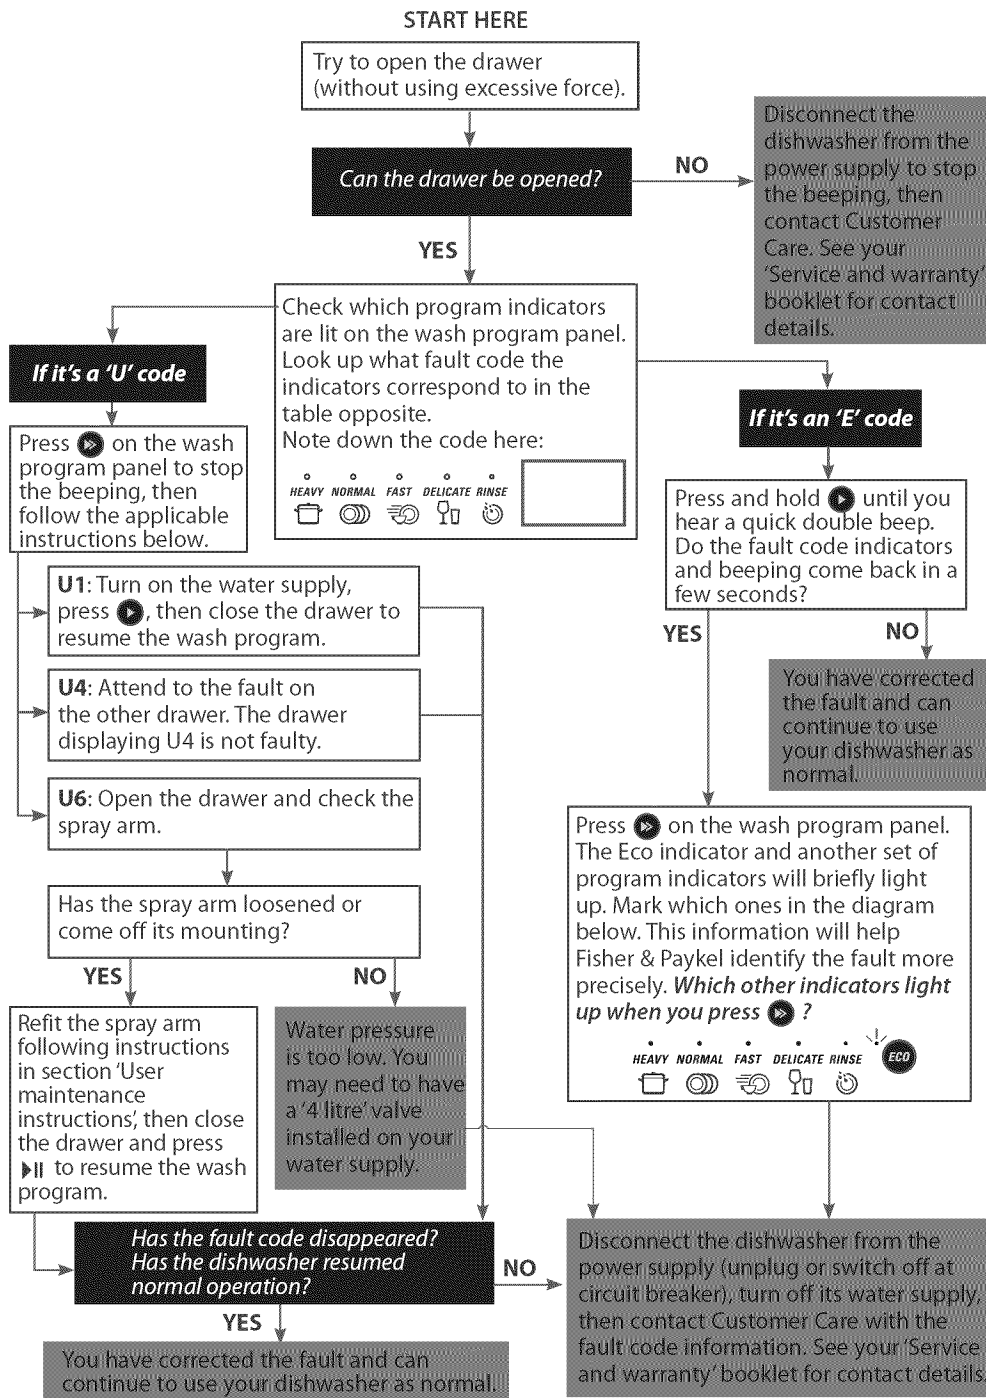 START HERE
Try to open the drawer
(without using excessive force).
Can the drawer be opened?
NO
Disconnect the
dishwasher from the
power supply to stop
the beeping, then
contact Customer
Care. See your
'Service and warranty'
booklet for contact
details.
YES
Check which program indicators
are lit on the wash program panel.
Look up what fault code the
indicators correspond to in the
table opposite.
Note down the code here:
HEAVY NORMAL FAST DELICATE RINSE
If it's a 'U' code
Press on the wash
program panel to stop
the beeping, then
follow the applicable
instructions below.
U1: Turn on the water supply,
press , then close the drawer to
resume the wash program.
U4: Attend to the fault on
the other drawer. The drawer
displaying U4 is not faulty.
U6: Open the drawer and check the
spray arm.
Has the spray arm loosened or
come off its mounting?
YES
NO
Refit the spray arm
following instructions
in section 'User
maintenance
instructions', then close
the drawer and press
to resume the wash
program.
Water pressure
is too low. You
may need to have
a '4 litre' valve
installed on your
water supply.
If it's an 'E' code
Press and hold until you
hear a quick double beep.
Do the fault code indicators
and beeping come back in a
few seconds?
YES
NO
You have corrected
the fault and can
continue to use
your dishwasher as
normal.
Press on the wash program panel.
The Eco indicator and another set of
program indicators will briefly light
up. Mark which ones in the diagram
below. This information will help
Fisher & Paykel identify the fault more
precisely. Which other indicators light
up when you press ?
HEAVY NORMAL FAST DELICATE RINSE ECO
Has the fault code disappeared?
Has the dishwasher resumed
normal operation?
NO
YES
You have corrected the fault and can
continue to use your dishwasher as normal.
Disconnect the dishwasher from the
power supply (unplug or switch off at
circuit breaker), turn off its water supply,
then contact Customer Care with the
fault code information. See your 'Service
and warranty' booklet for contact details.